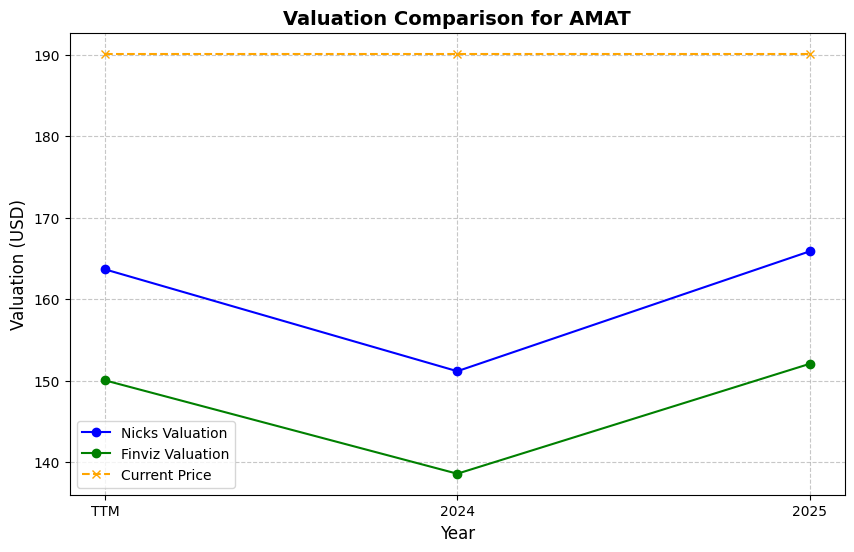 Valuation Comparison for AMAT
Valuation (USD)
190
180
170
160
150
140
Nicks Valuation
Finviz Valuation
Current Price
TTM
2024
2025
Year